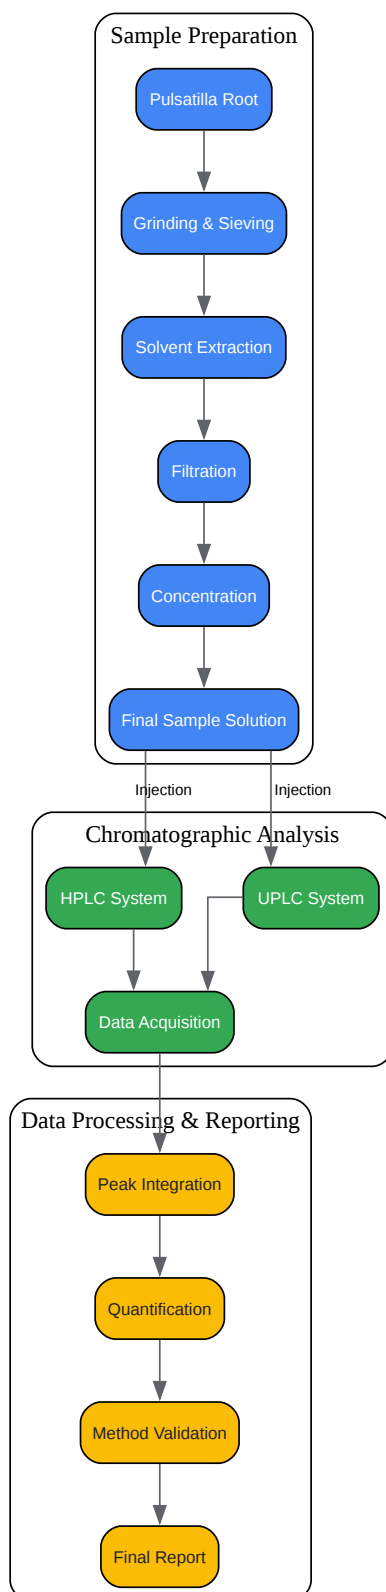 Sample Preparation
Pulsatilla Root
Grinding & Sieving
Solvent Extraction
Filtration
Concentration
Final Sample Solution
Injection
Injection
Chromatographic Analysis
HPLC System
UPLC System
Data Acquisition
Data Processing & Reporting
Peak Integration
Quantification
Method Validation
Final Report